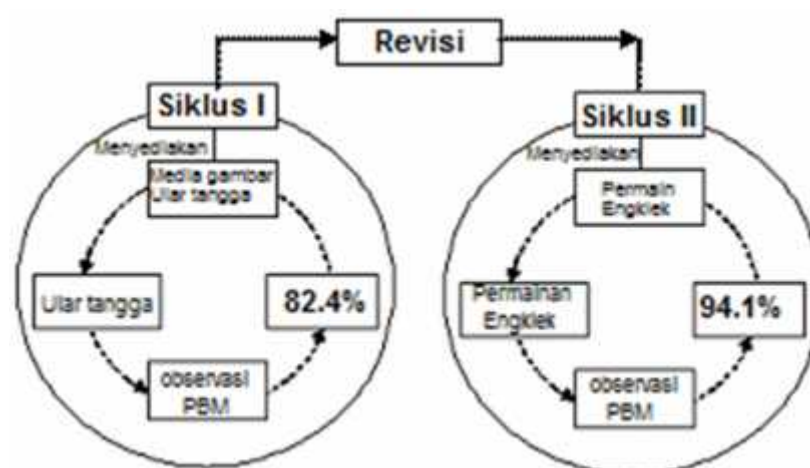 Revisi
Siklus I
Menyediakan
Media gambar
Ular tangga
Ular tangga
82.4%
observasi
PBM
Siklus II
Menyediakan
Permain
Engklek
Permainan
Engklek
94.1%
observasi
PBM